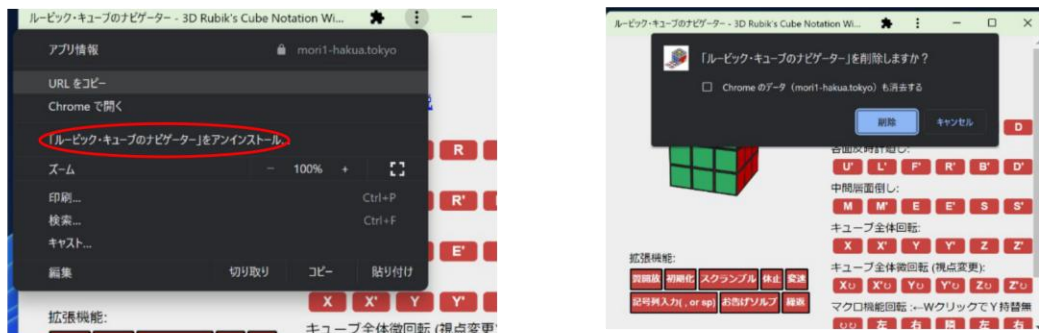 ルービック・キューブのナビゲーター - 3D Rubik's Cube Notation Wi...
アプリ情報 mori1-hakua.tokyo
URL をコピー
Chrome で開く
「ルービック・キューブのナビゲーター」をアンインストール...
ズーム - 100% +
印刷... Ctrl+P
検索... Ctrl+F
キャスト...
編集 切り取り コピー 貼り付け
R
R'
E'
X X' Y Y'
拡張機能:
キューブ全体微回転 (視点変更
ルービック・キューブのナビゲーター - 3D Rubik's Cube Notation Wi...
「ルービック・キューブのナビゲーター」を削除しますか?
Chrome のデータ (mori1-hakua.tokyo) も消去する
削除 キャンセル
D
各面反時計廻し:
U' L' F' R' B' D'
中間層面倒し:
M M' E E' S S'
キューブ全体回転:
X X' Y Y' Z Z'
拡張機能:
キューブ全体微回転 (視点変更):
初期化 スクランブル 休止 変速
X↻ X'↻ Y↻ Y'↻ Z↻ Z'↻
記号列入力(, or sp) お告げソルブ
マクロ機能回転 :←WクリックでY持替無
左 右 左 右